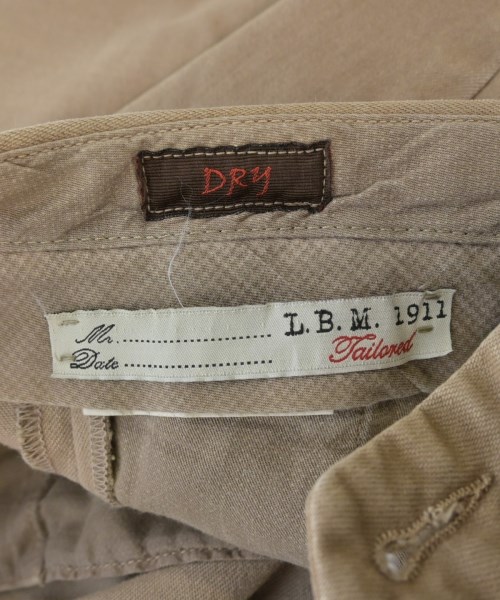 DRY
L.B.M. 1911
Mr. ............................
Tailored
Date ............................